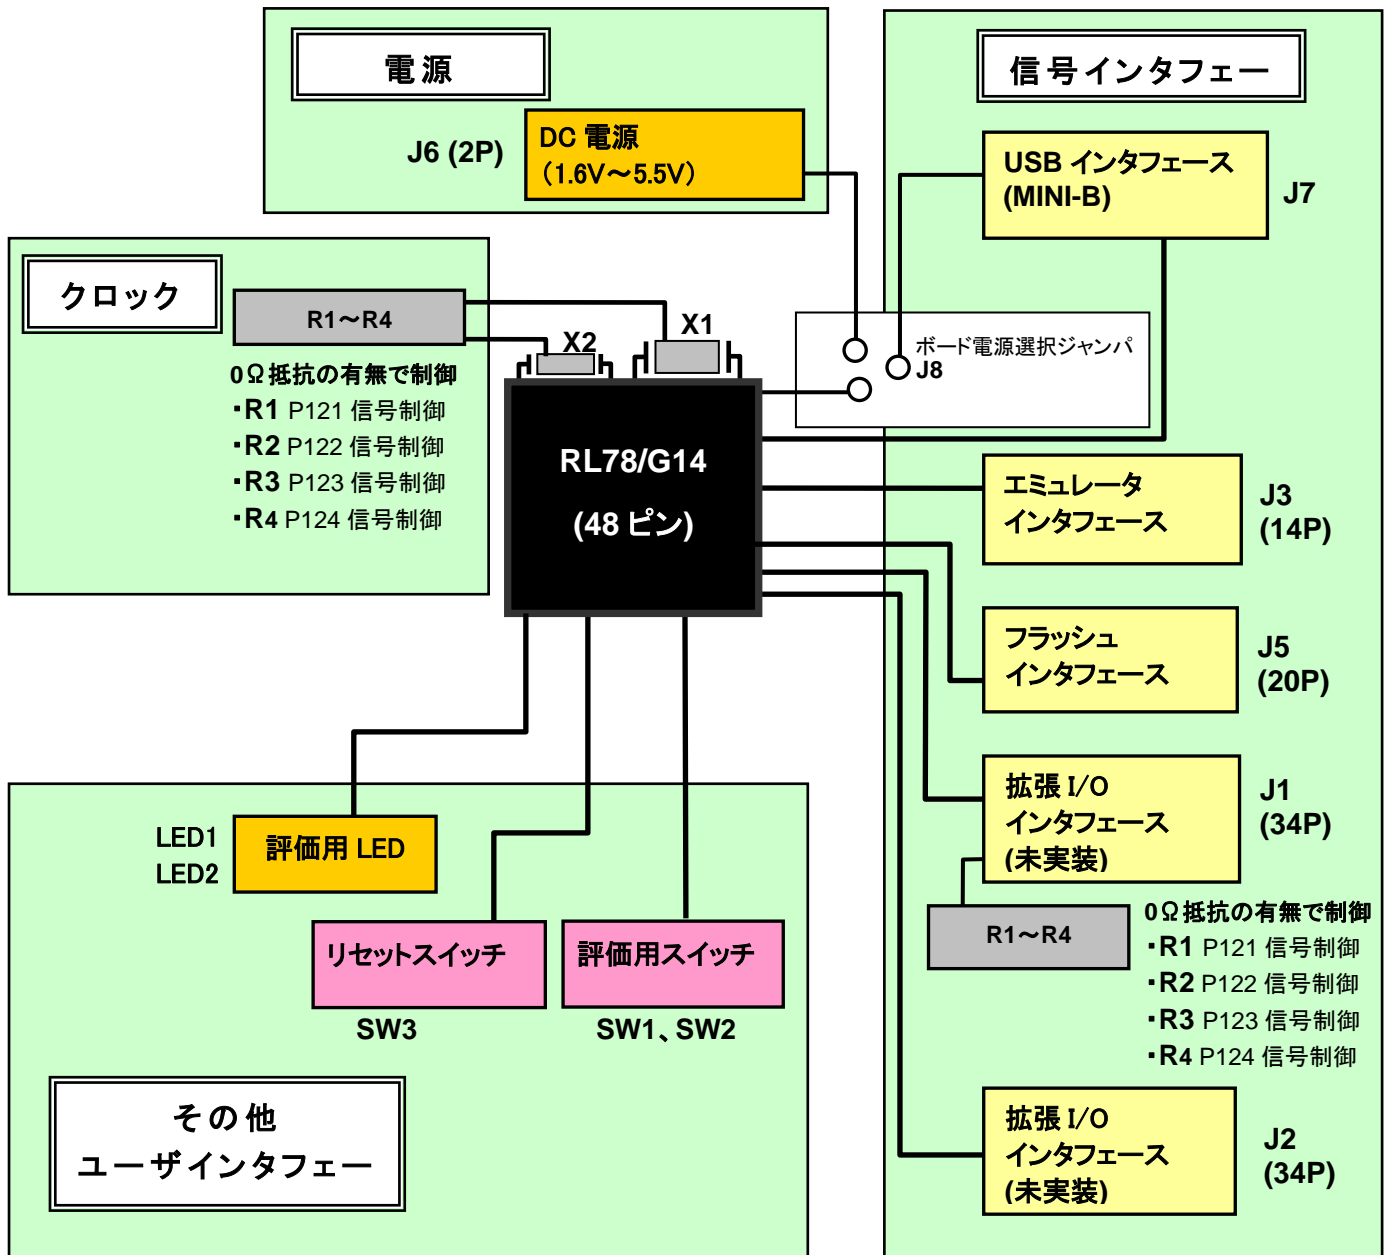 電源
J6 (2P)
DC 電源
(1.6V～5.5V)
信号インタフェー
USB インタフェース
(MINI-B)
J7
クロック
R1～R4
X2
X1
0Ω抵抗の有無で制御
・R1 P121 信号制御
・R2 P122 信号制御
・R3 P123 信号制御
・R4 P124 信号制御
ボード電源選択ジャンパ
J8
RL78/G14
(48 ピン)
エミュレータ
インタフェース
J3
(14P)
フラッシュ
インタフェース
J5
(20P)
拡張 I/O
インタフェース
(未実装)
J1
(34P)
R1～R4
0Ω抵抗の有無で制御
・R1 P121 信号制御
・R2 P122 信号制御
・R3 P123 信号制御
・R4 P124 信号制御
拡張 I/O
インタフェース
(未実装)
J2
(34P)
LED1
LED2
評価用 LED
リセットスイッチ
SW3
評価用スイッチ
SW1、SW2
その他
ユーザインタフェー